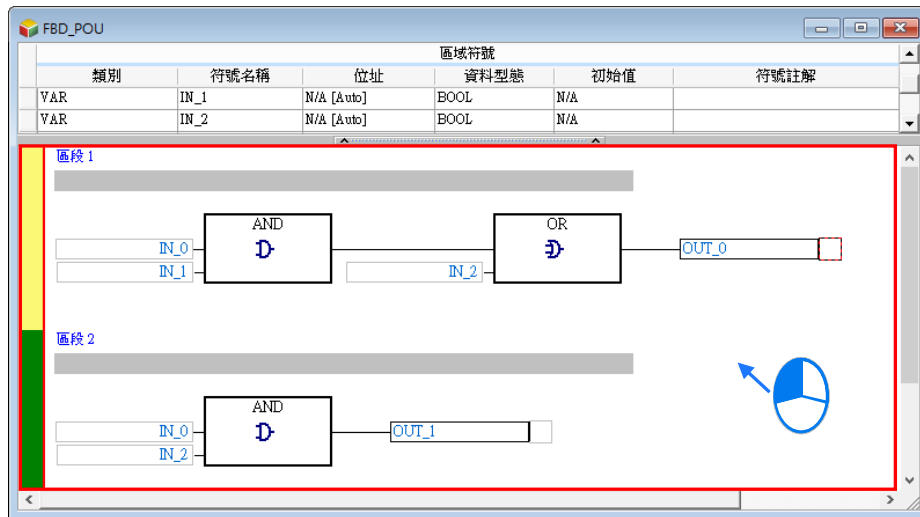 FBD_POU
區域符號
類別 符號名稱 位址 資料型態 初始值 符號註解
VAR IN_1 N/A [Auto] BOOL N/A
VAR IN_2 N/A [Auto] BOOL N/A
區段 1
AND OR
IN_0 OUT_0
IN_1 IN_2
區段 2
AND
IN_0 OUT_1
IN_2